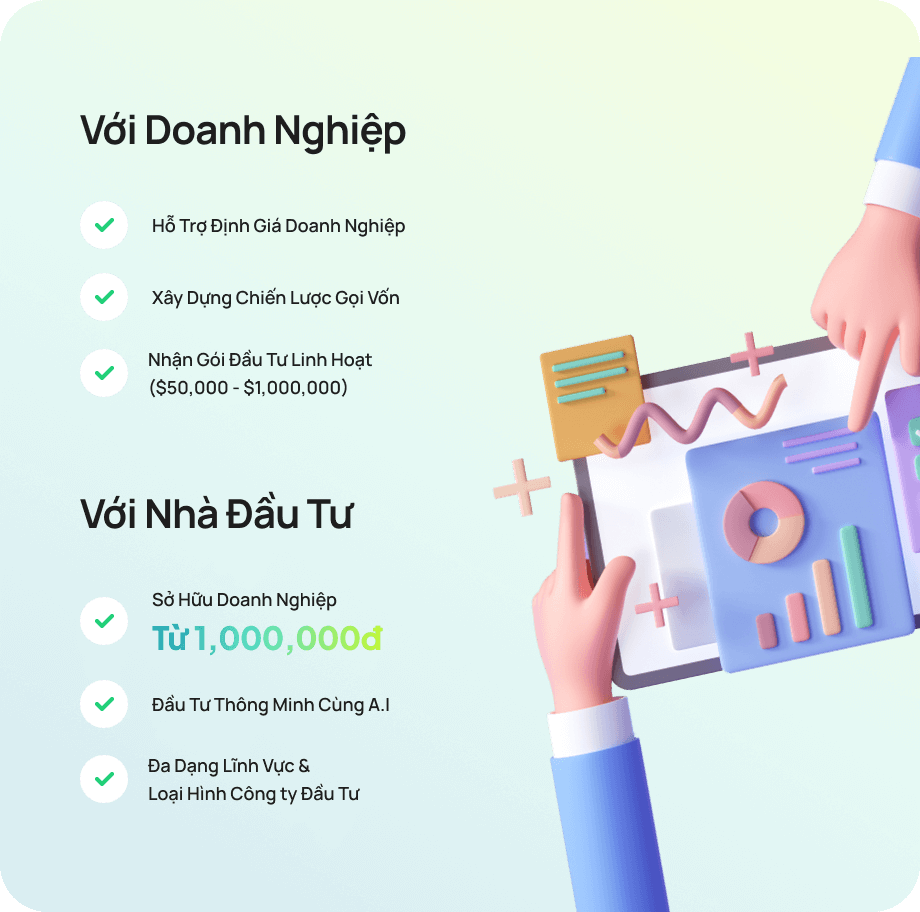 Với Doanh Nghiệp
Hỗ Trợ Định Giá Doanh Nghiệp
Xây Dựng Chiến Lược Gọi Vốn
Nhận Gói Đầu Tư Linh Hoạt
($50,000 - $1,000,000)
Với Nhà Đầu Tư
Sở Hữu Doanh Nghiệp
Từ 1,000,000đ
Đầu Tư Thông Minh Cùng A.I
Đa Dạng Lĩnh Vực &
Loại Hình Công ty Đầu Tư